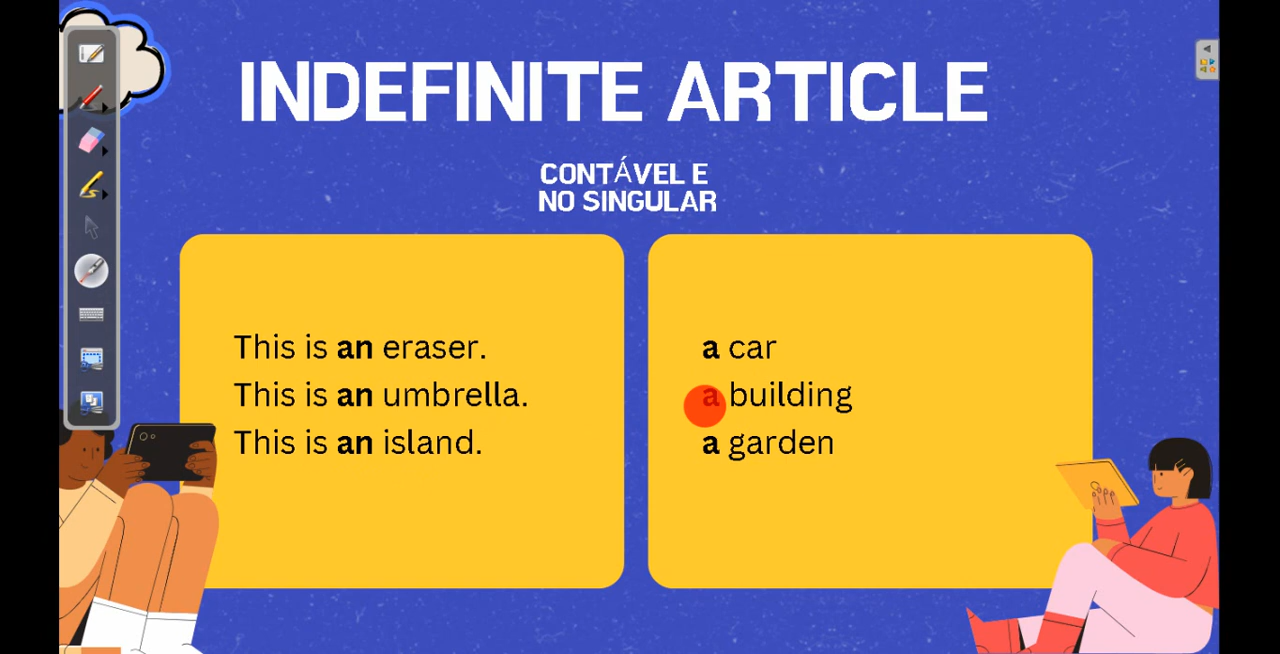 INDEFINITE ARTICLE
CONTÁVEL E
NO SINGULAR
This is an eraser.
This is an umbrella.
This is an island.
a car
a building
a garden